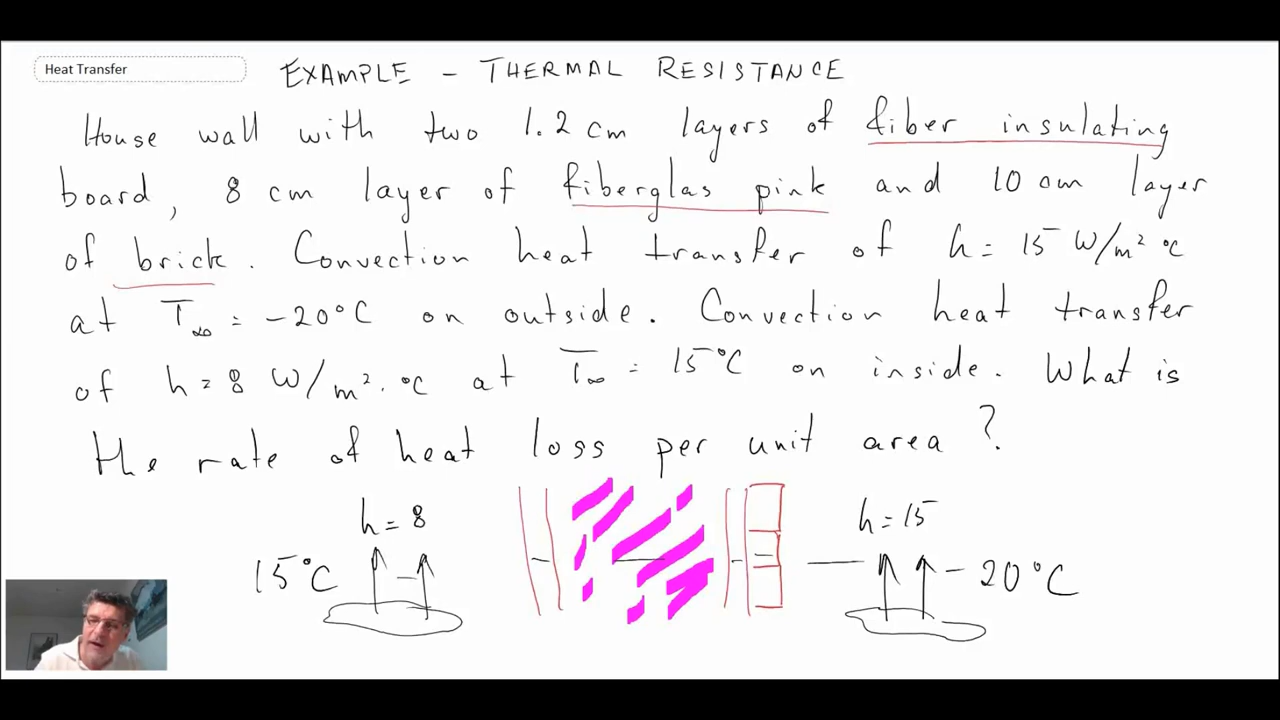 Heat Transfer
EXAMPLE - THERMAL RESISTANCE
House wall with two 1.2 cm layers of fiber insulating
board, 8 cm layer of fiberglas pink and 10 cm layer
of brick. Convection heat transfer of h = 15 W/m² °C
at T∞ = -20°C on outside. Convection heat transfer
of h = 8 W/m² · °C at T∞ = 15°C on inside. What is
the rate of heat loss per unit area ?
h = 8
h = 15
15°C
- 20°C